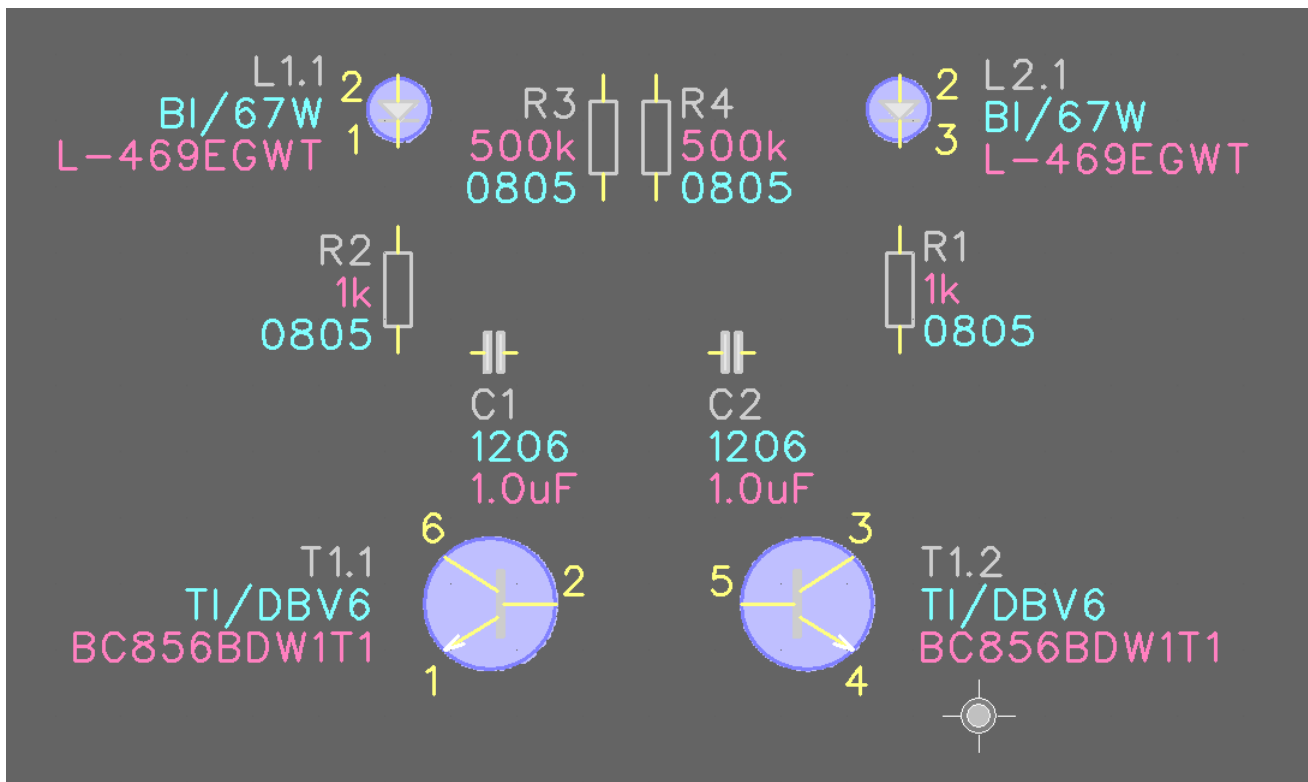 L1.1
BI/67W
L-469EGWT
2
1
R3
500k
0805
R4
500k
0805
2
3
L2.1
BI/67W
L-469EGWT
R2
1k
0805
R1
1k
0805
C1
1206
1.0uF
C2
1206
1.0uF
T1.1
TI/DBV6
BC856BDW1T1
6
2
1
3
5
4
T1.2
TI/DBV6
BC856BDW1T1